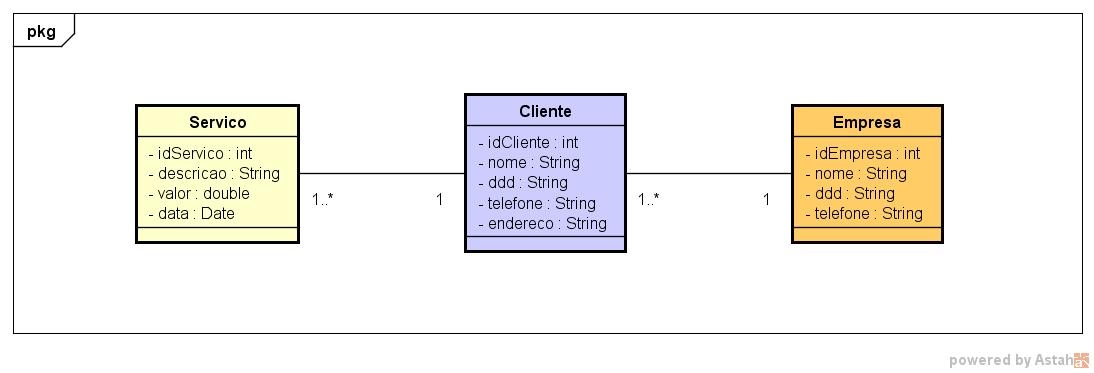 pkg
Servico
- idServico : int
- descricao : String
- valor : double
- data : Date
1..*
1
Cliente
- idCliente : int
- nome : String
- ddd : String
- telefone : String
- endereco : String
1..*
1
Empresa
- idEmpresa : int
- nome : String
- ddd : String
- telefone : String
powered by Astah